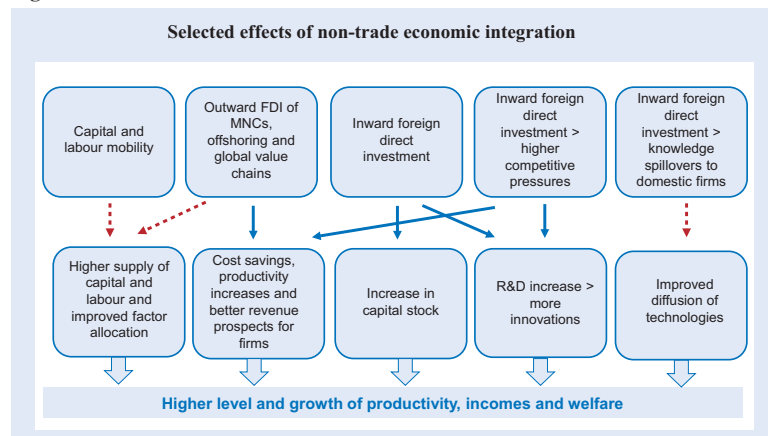 Selected effects of non-trade economic integration
Capital and
labour mobility
Outward FDI of
MNCs,
offshoring and
global value
chains
Inward foreign
direct
investment
Inward foreign
direct
investment >
higher
competitive
pressures
Inward foreign
direct
investment >
knowledge
spillovers to
domestic firms
Higher supply of
capital and
labour and
improved factor
allocation
Cost savings,
productivity
increases and
better revenue
prospects for
firms
Increase in
capital stock
R&D increase >
more
innovations
Improved
diffusion of
technologies
Higher level and growth of productivity, incomes and welfare